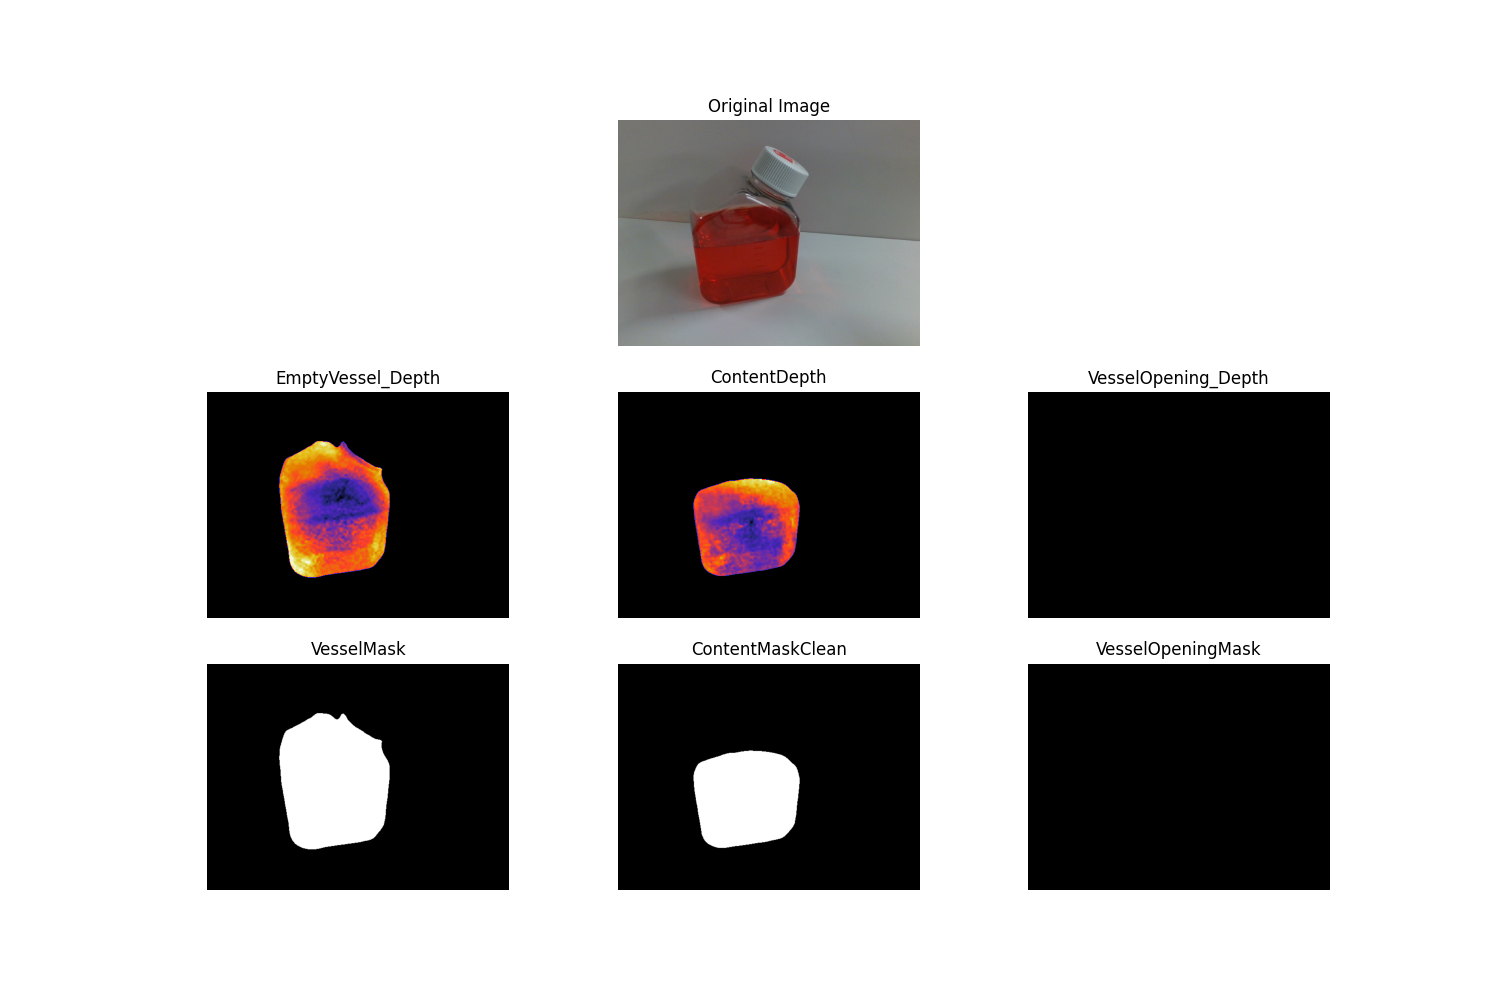 Original Image
EmptyVessel_Depth
ContentDepth
VesselOpening_Depth
VesselMask
ContentMaskClean
VesselOpeningMask